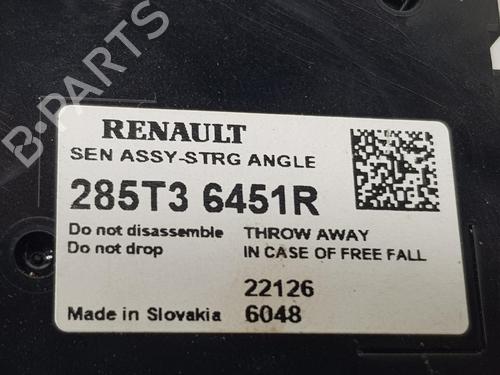 B-PARTS
RENAULT
SEN ASSY-STRG ANGLE
285T3 6451R
Do not disassemble THROW AWAY
Do not drop IN CASE OF FREE FALL
22126
Made in Slovakia 6048